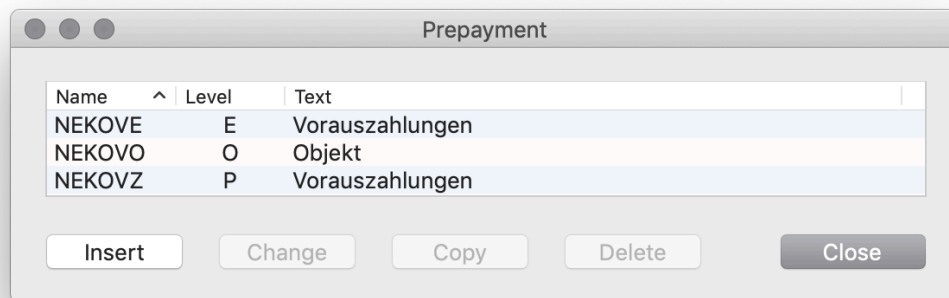 Prepayment
Name Level Text
NEKOVE E Vorauszahlungen
NEKOVO O Objekt
NEKOVZ P Vorauszahlungen
Insert Change Copy Delete Close